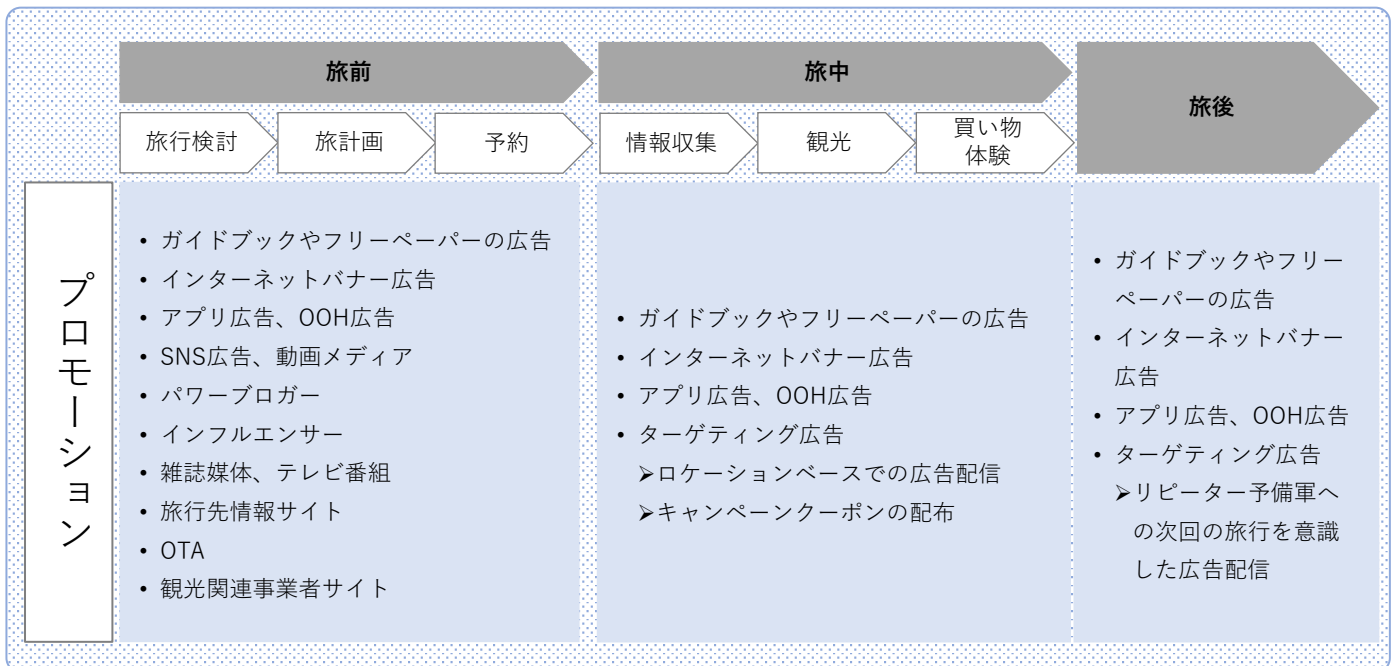 旅前
旅中
旅後
旅行検討
旅計画
予約
情報収集
観光
買い物
体験
プロモーション
• ガイドブックやフリーペーパーの広告
• インターネットバナー広告
• アプリ広告、OOH広告
• SNS広告、動画メディア
• パワーブロガー
• インフルエンサー
• 雑誌媒体、テレビ番組
• 旅行先情報サイト
• OTA
• 観光関連事業者サイト
• ガイドブックやフリーペーパーの広告
• インターネットバナー広告
• アプリ広告、OOH広告
• ターゲティング広告
➢ロケーションベースでの広告配信
➢キャンペーンクーポンの配布
• ガイドブックやフリー
ペーパーの広告
• インターネットバナー
広告
• アプリ広告、OOH広告
• ターゲティング広告
➢リピーター予備軍へ
の次回の旅行を意識
した広告配信